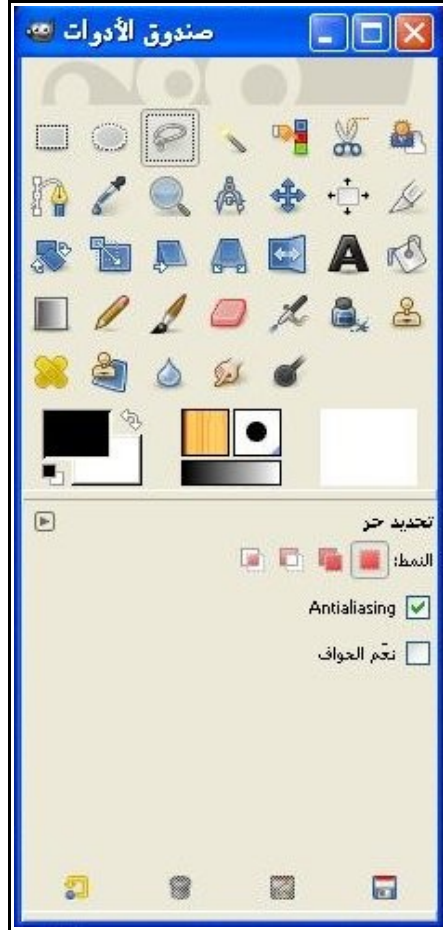 صندوق الأدوات
تحديد حر
النمط:
Antialiasing
نعّم الحواف